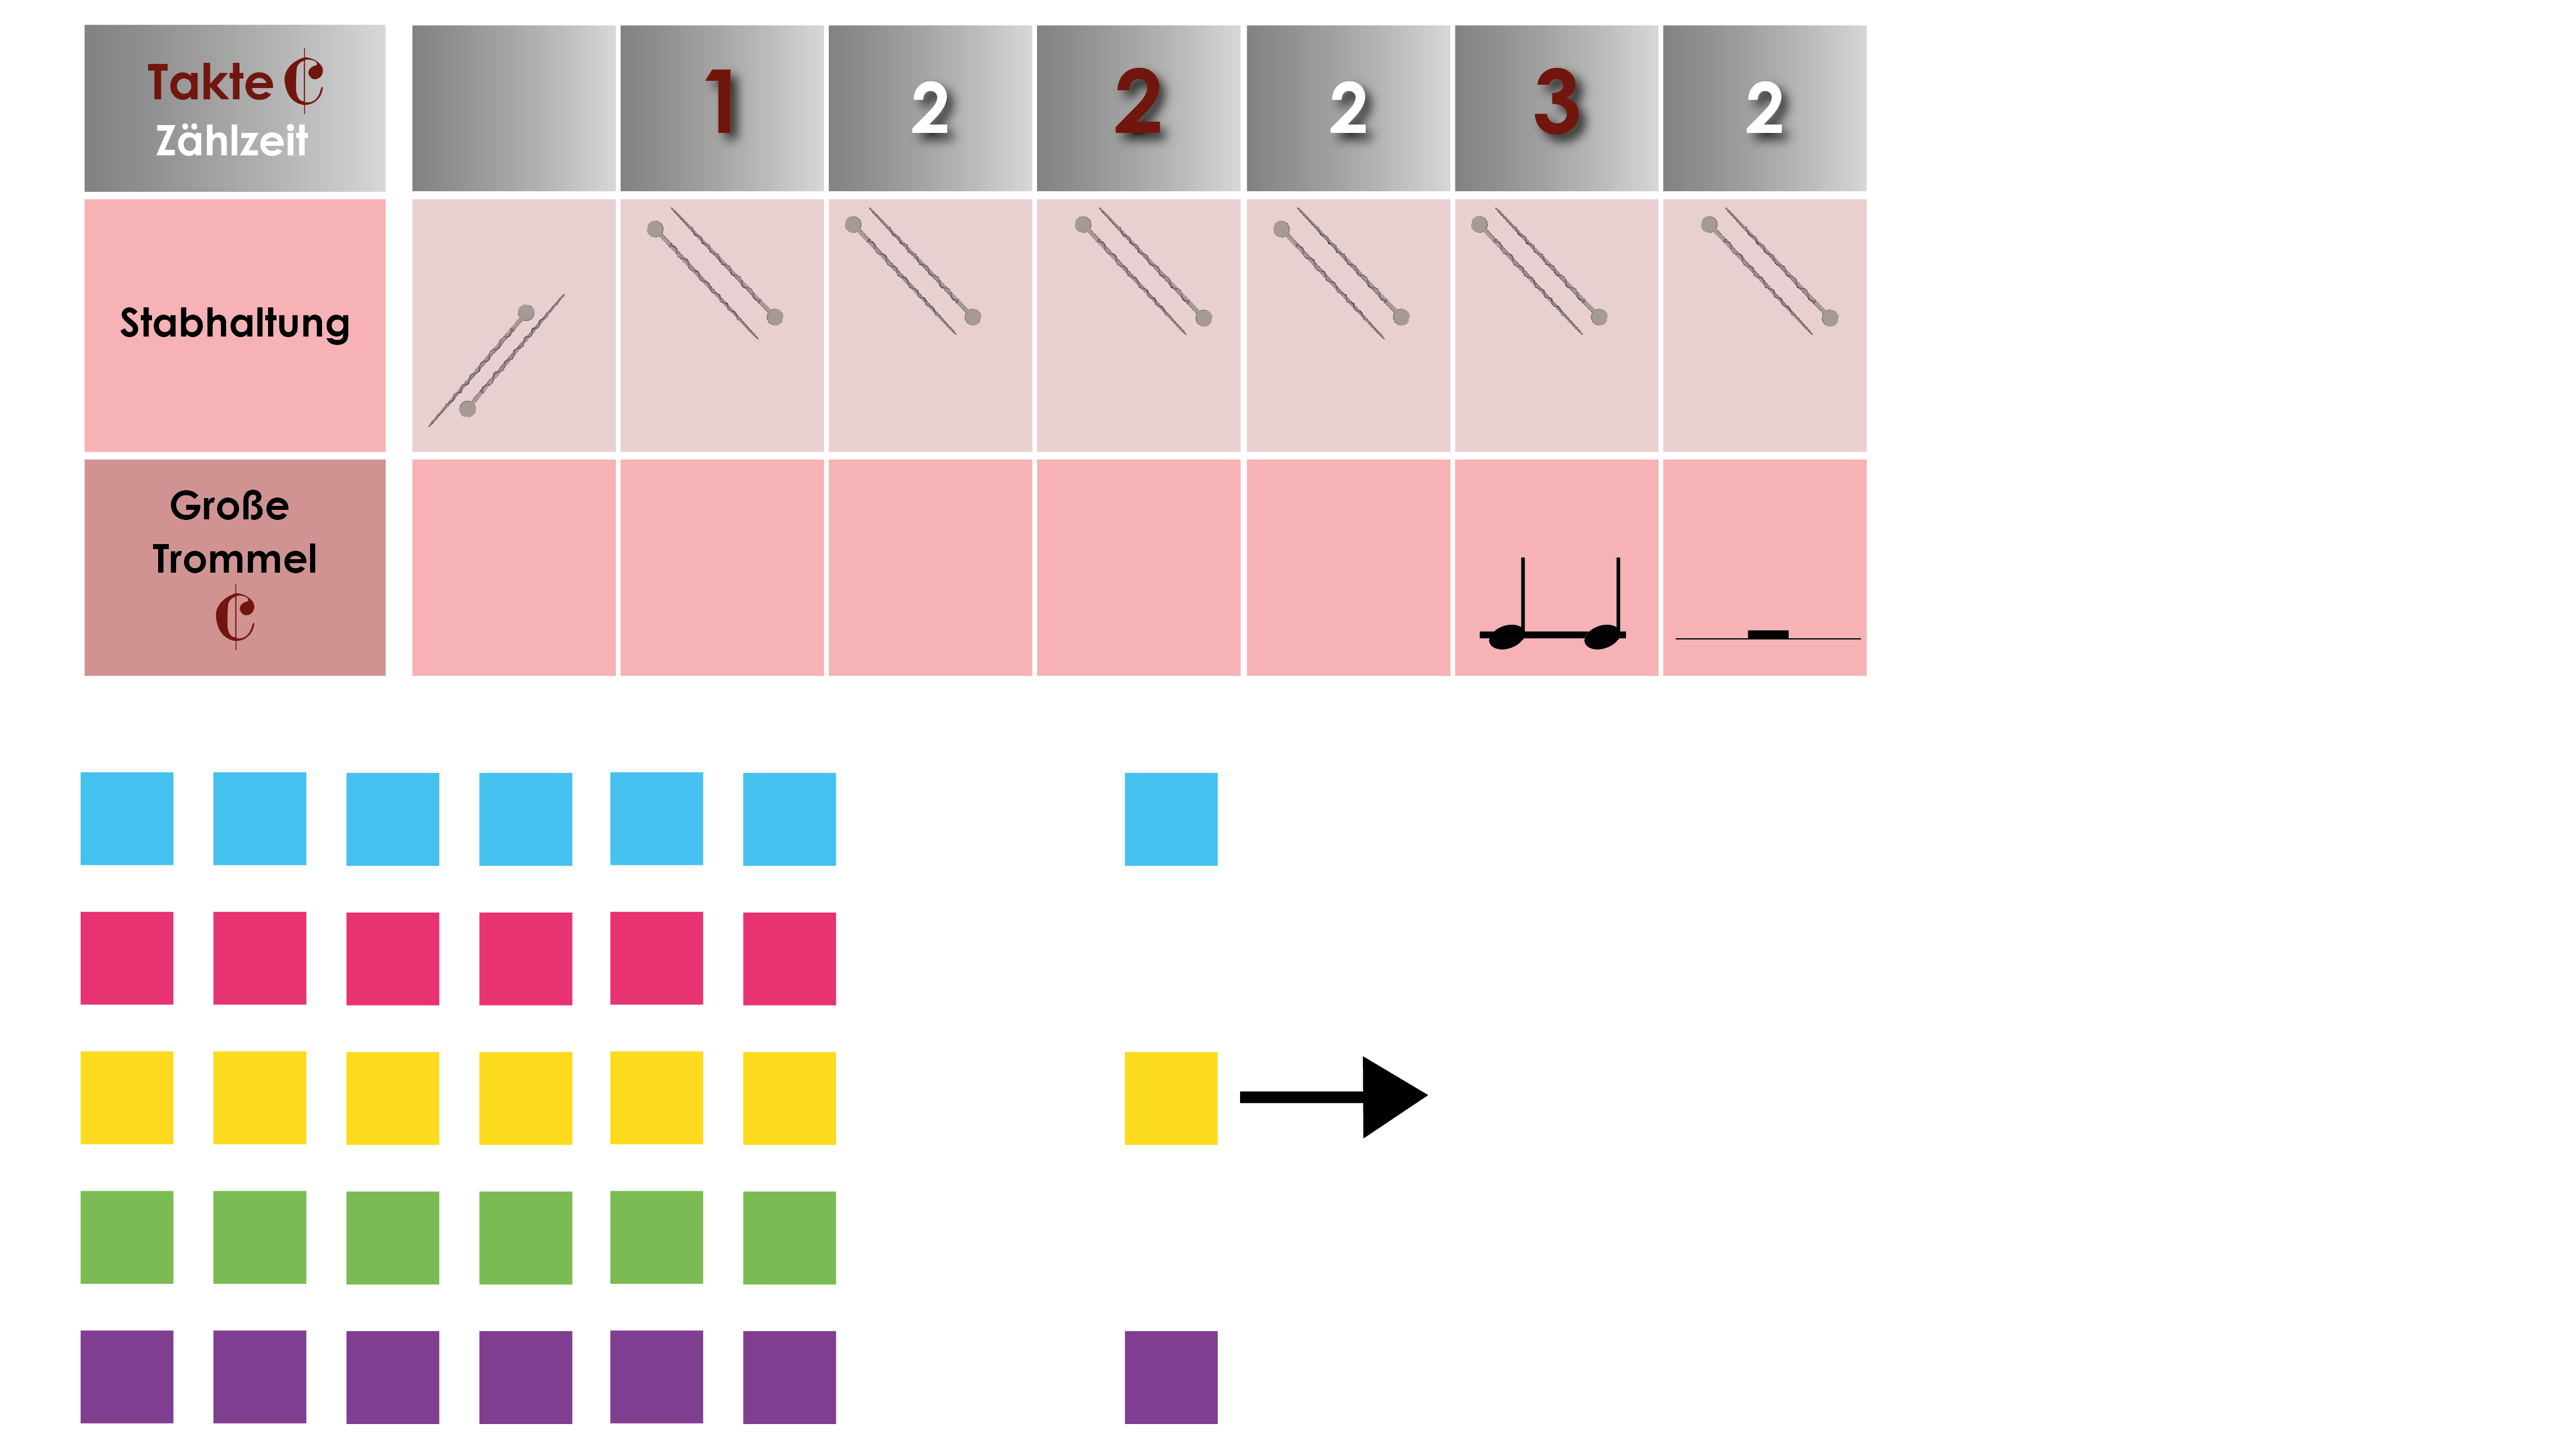 Takte
Zählzeit
1 2 2 2 3 2
Stabhaltung
Große
Trommel